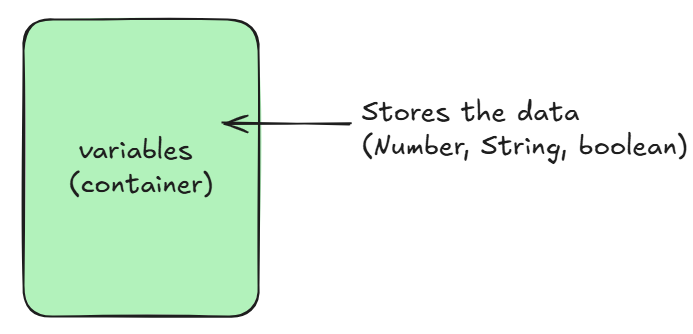 variables
(container)
Stores the data
(Number, String, boolean)